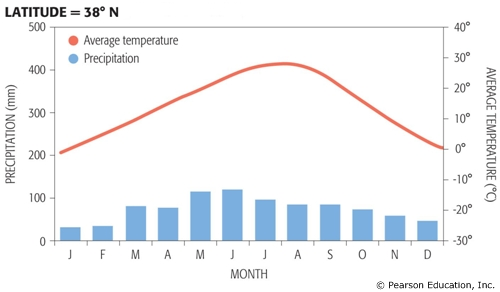 LATITUDE = 38° N
500
400
300
200
100
0
PRECIPITATION (mm)
Average temperature
Precipitation
40°
30°
20°
10°
0°
-10°
-20°
-30°
AVERAGE TEMPERATURE (°C)
J F M A M J J A S O N D
MONTH
© Pearson Education, Inc.